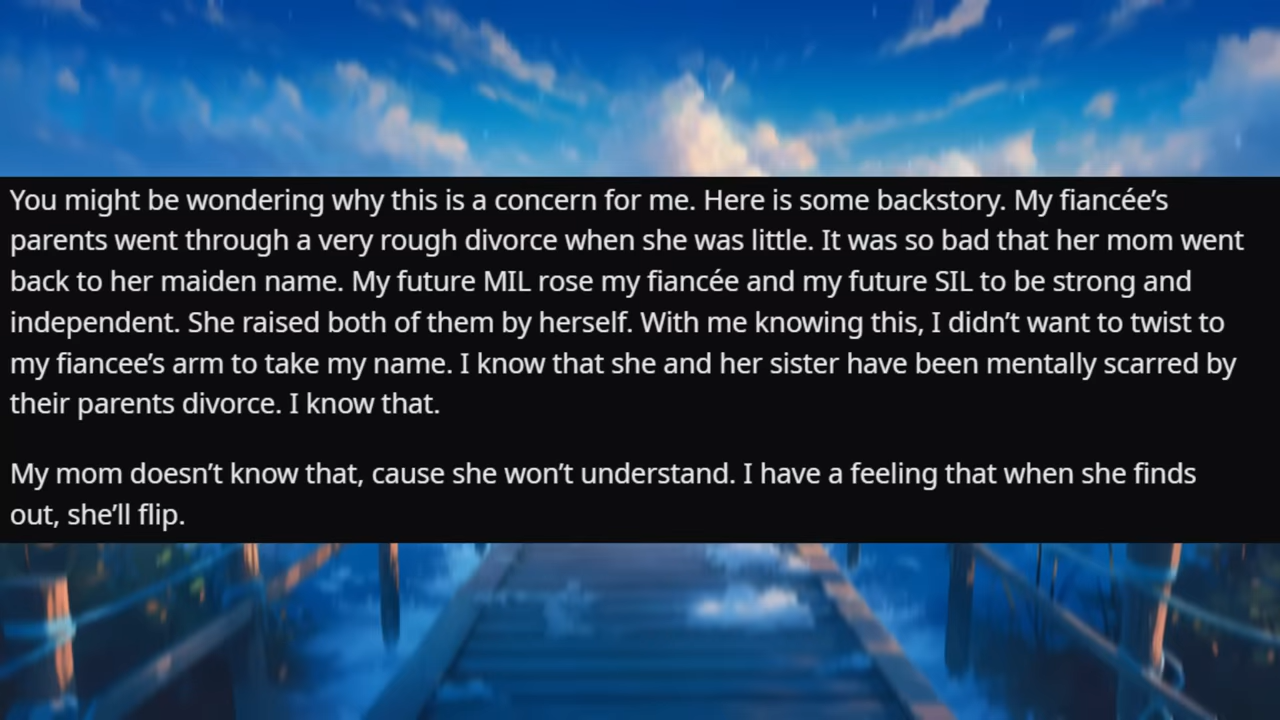 You might be wondering why this is a concern for me. Here is some backstory. My fiancée’s
parents went through a very rough divorce when she was little. It was so bad that her mom went
back to her maiden name. My future MIL rose my fiancée and my future SIL to be strong and
independent. She raised both of them by herself. With me knowing this, I didn’t want to twist to
my fiancee’s arm to take my name. I know that she and her sister have been mentally scarred by
their parents divorce. I know that.
My mom doesn’t know that, cause she won’t understand. I have a feeling that when she finds
out, she’ll flip.